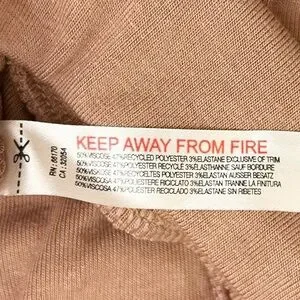 KEEP AWAY FROM FIRE
50%VISCOSE 47%RECYCLED POLYESTER 3%ELASTANE EXCLUSIVE OF TRIM
50%VISCOSE 47%POLYESTER RECYCLÉ 3%ÉLASTHANNE SAUF BORDURE
50%VISKOSE 47%RECYCELTES POLYESTER 3%ELASTAN AUSSER BESATZ
50%VISCOSA 47%POLIESTERE RICICLATO 3%ELASTAN TRANNE LA FINITURA
50%VISCOSA 47%POLIÉSTER RECICLADO 3%ELASTANE SIN RIBETES
RN : 86170
CA : 32054